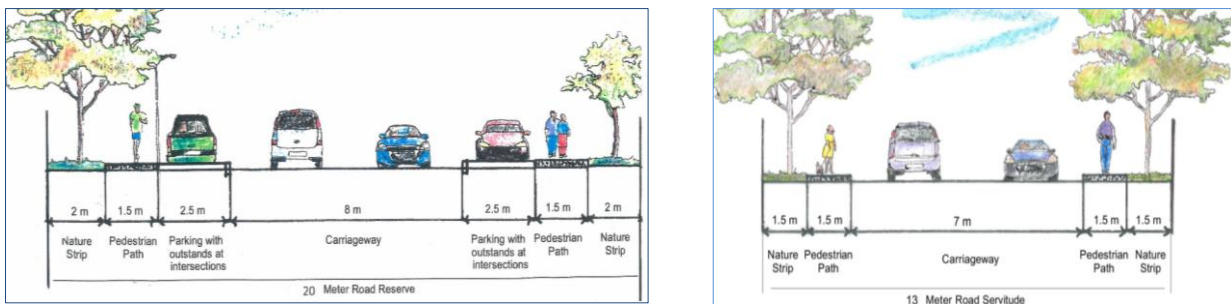 2 m 1.5 m 2.5 m 8 m 2.5 m 1.5 m 2 m
Nature Strip
Pedestrian Path
Parking with outstands at intersections
Carriageway
Parking with outstands at intersections
Pedestrian Path
Nature Strip
20 Meter Road Reserve
1.5 m 1.5 m 7 m 1.5 m 1.5 m
Nature Strip
Pedestrian Path
Carriageway
Pedestrian Path
Nature Strip
13 Meter Road Servitude